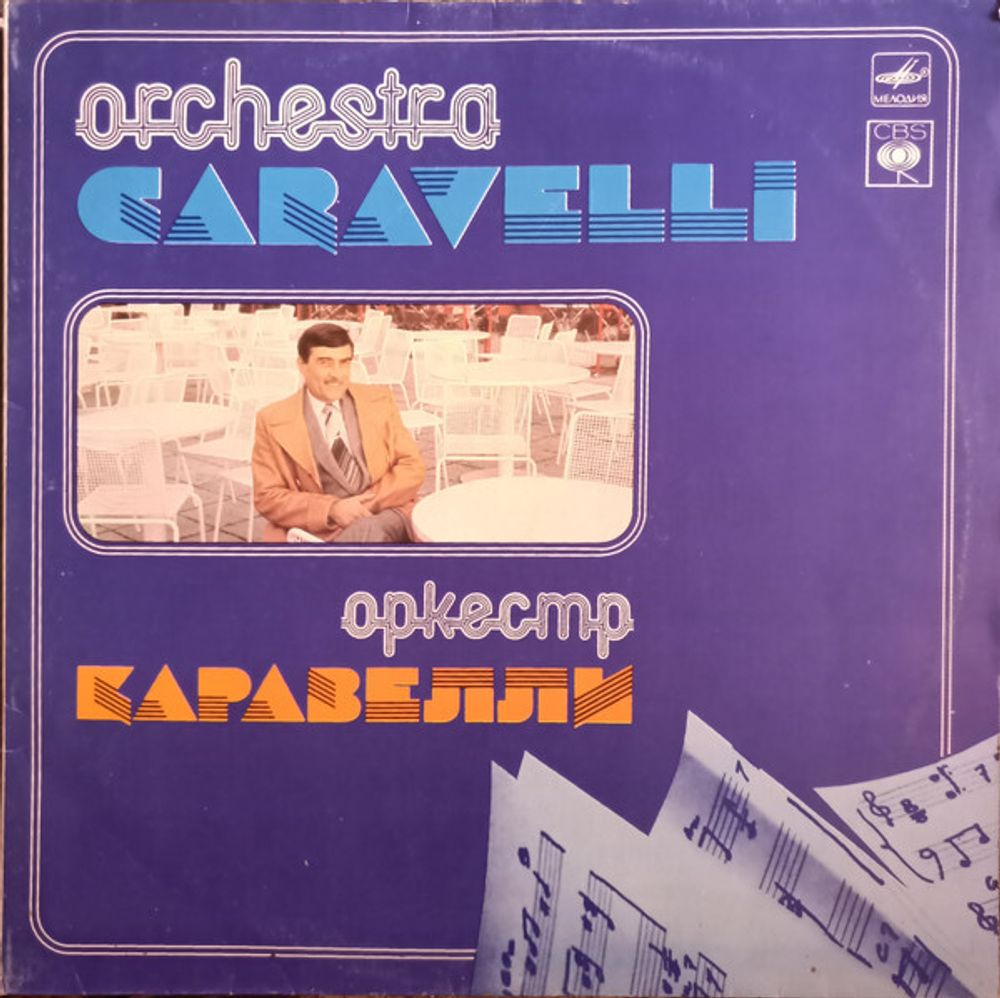 orchestra
CARAVELLI
МЕЛОДИЯ
CBS
оркестр
КАРАВЕЛЛИ